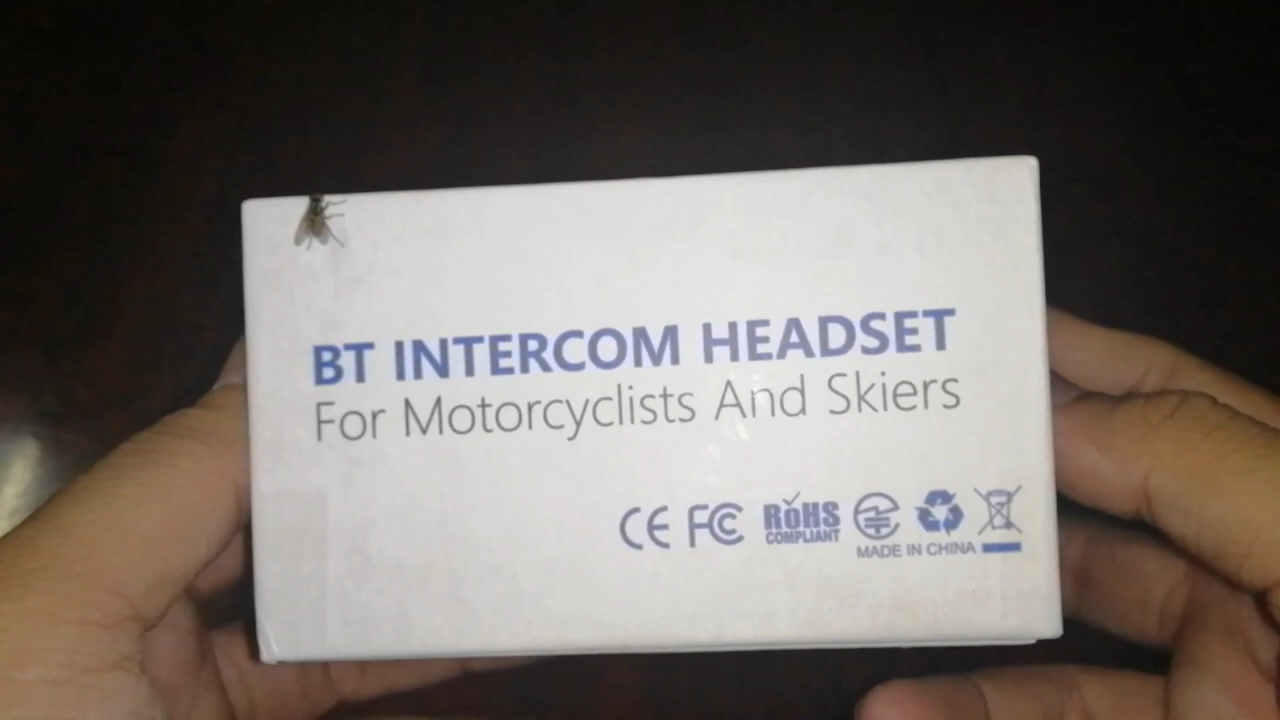 BT INTERCOM HEADSET
For Motorcyclists And Skiers
CE FC RoHS
COMPLIANT
MADE IN CHINA